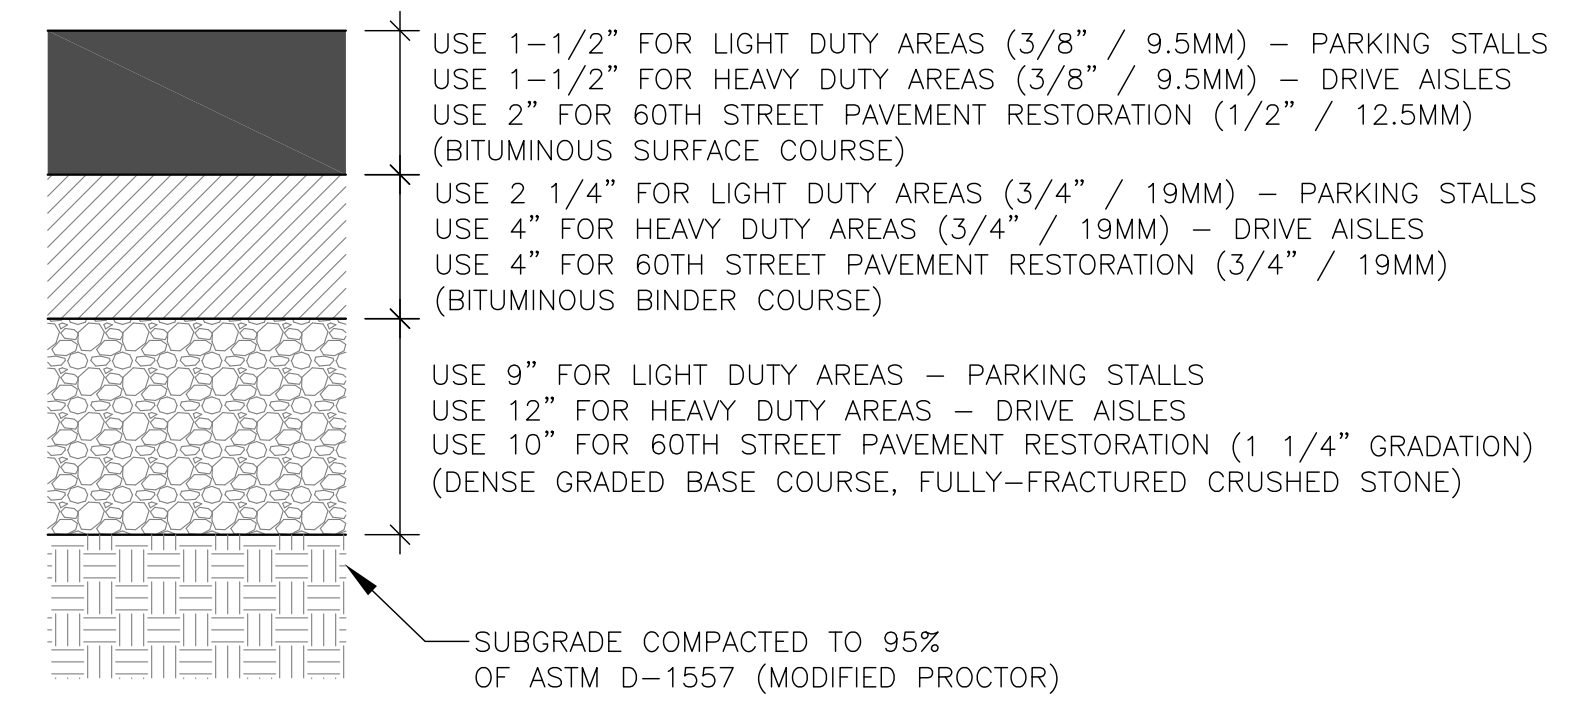 USE 1-1/2” FOR LIGHT DUTY AREAS (3/8” / 9.5MM) – PARKING STALLS
USE 1-1/2” FOR HEAVY DUTY AREAS (3/8” / 9.5MM) – DRIVE AISLES
USE 2” FOR 60TH STREET PAVEMENT RESTORATION (1/2” / 12.5MM)
(BITUMINOUS SURFACE COURSE)
USE 2 1/4” FOR LIGHT DUTY AREAS (3/4” / 19MM) – PARKING STALLS
USE 4” FOR HEAVY DUTY AREAS (3/4” / 19MM) – DRIVE AISLES
USE 4” FOR 60TH STREET PAVEMENT RESTORATION (3/4” / 19MM)
(BITUMINOUS BINDER COURSE)
USE 9” FOR LIGHT DUTY AREAS – PARKING STALLS
USE 12” FOR HEAVY DUTY AREAS – DRIVE AISLES
USE 10” FOR 60TH STREET PAVEMENT RESTORATION (1 1/4” GRADATION)
(DENSE GRADED BASE COURSE, FULLY-FRACTURED CRUSHED STONE)
SUBGRADE COMPACTED TO 95%
OF ASTM D-1557 (MODIFIED PROCTOR)